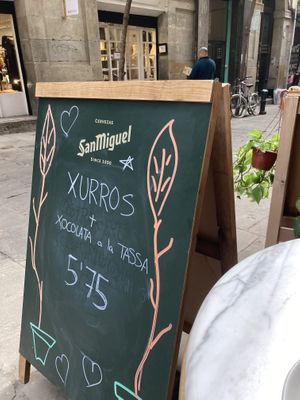 CERVEZAS
SanMiguel
SINCE 1890
XURROS
+
XOCOLATA a la TASSA
5'75